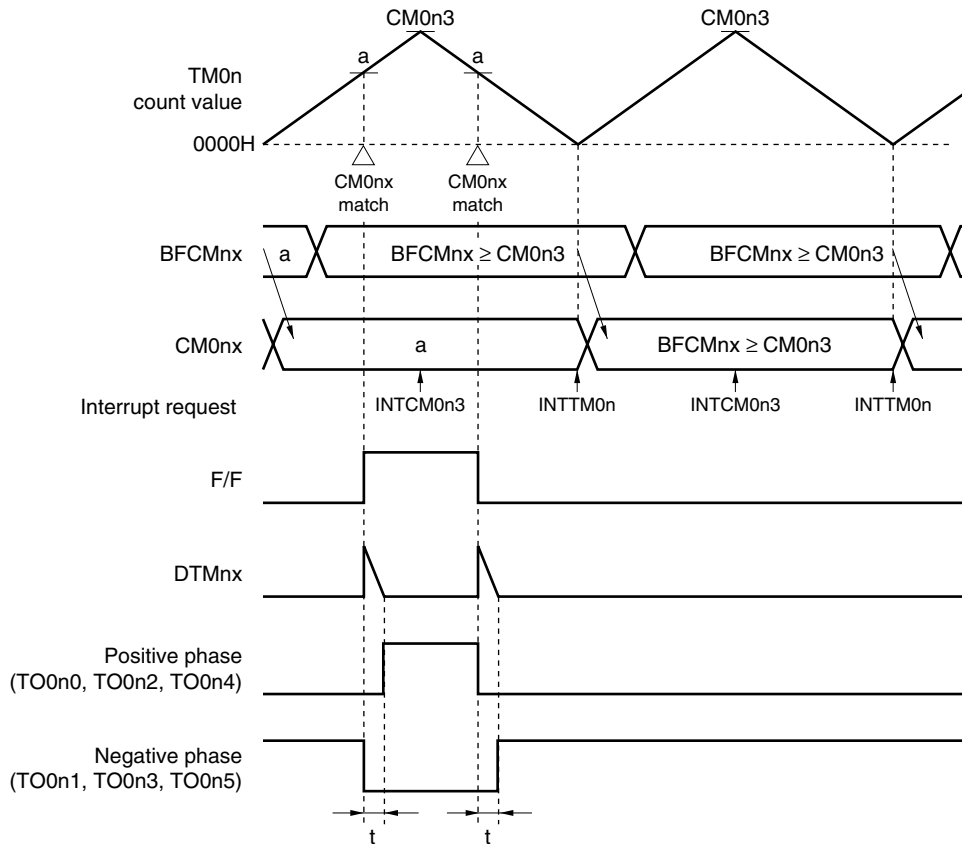 CM0n3
CM0n3
a
a
TM0n
count value
0000H
CM0nx
match
CM0nx
match
BFCMnx
a
BFCMnx ≥ CM0n3
BFCMnx ≥ CM0n3
CM0nx
a
BFCMnx ≥ CM0n3
Interrupt request
INTCM0n3
INTTM0n
INTCM0n3
INTTM0n
F/F
DTMnx
Positive phase
(TO0n0, TO0n2, TO0n4)
Negative phase
(TO0n1, TO0n3, TO0n5)
t
t